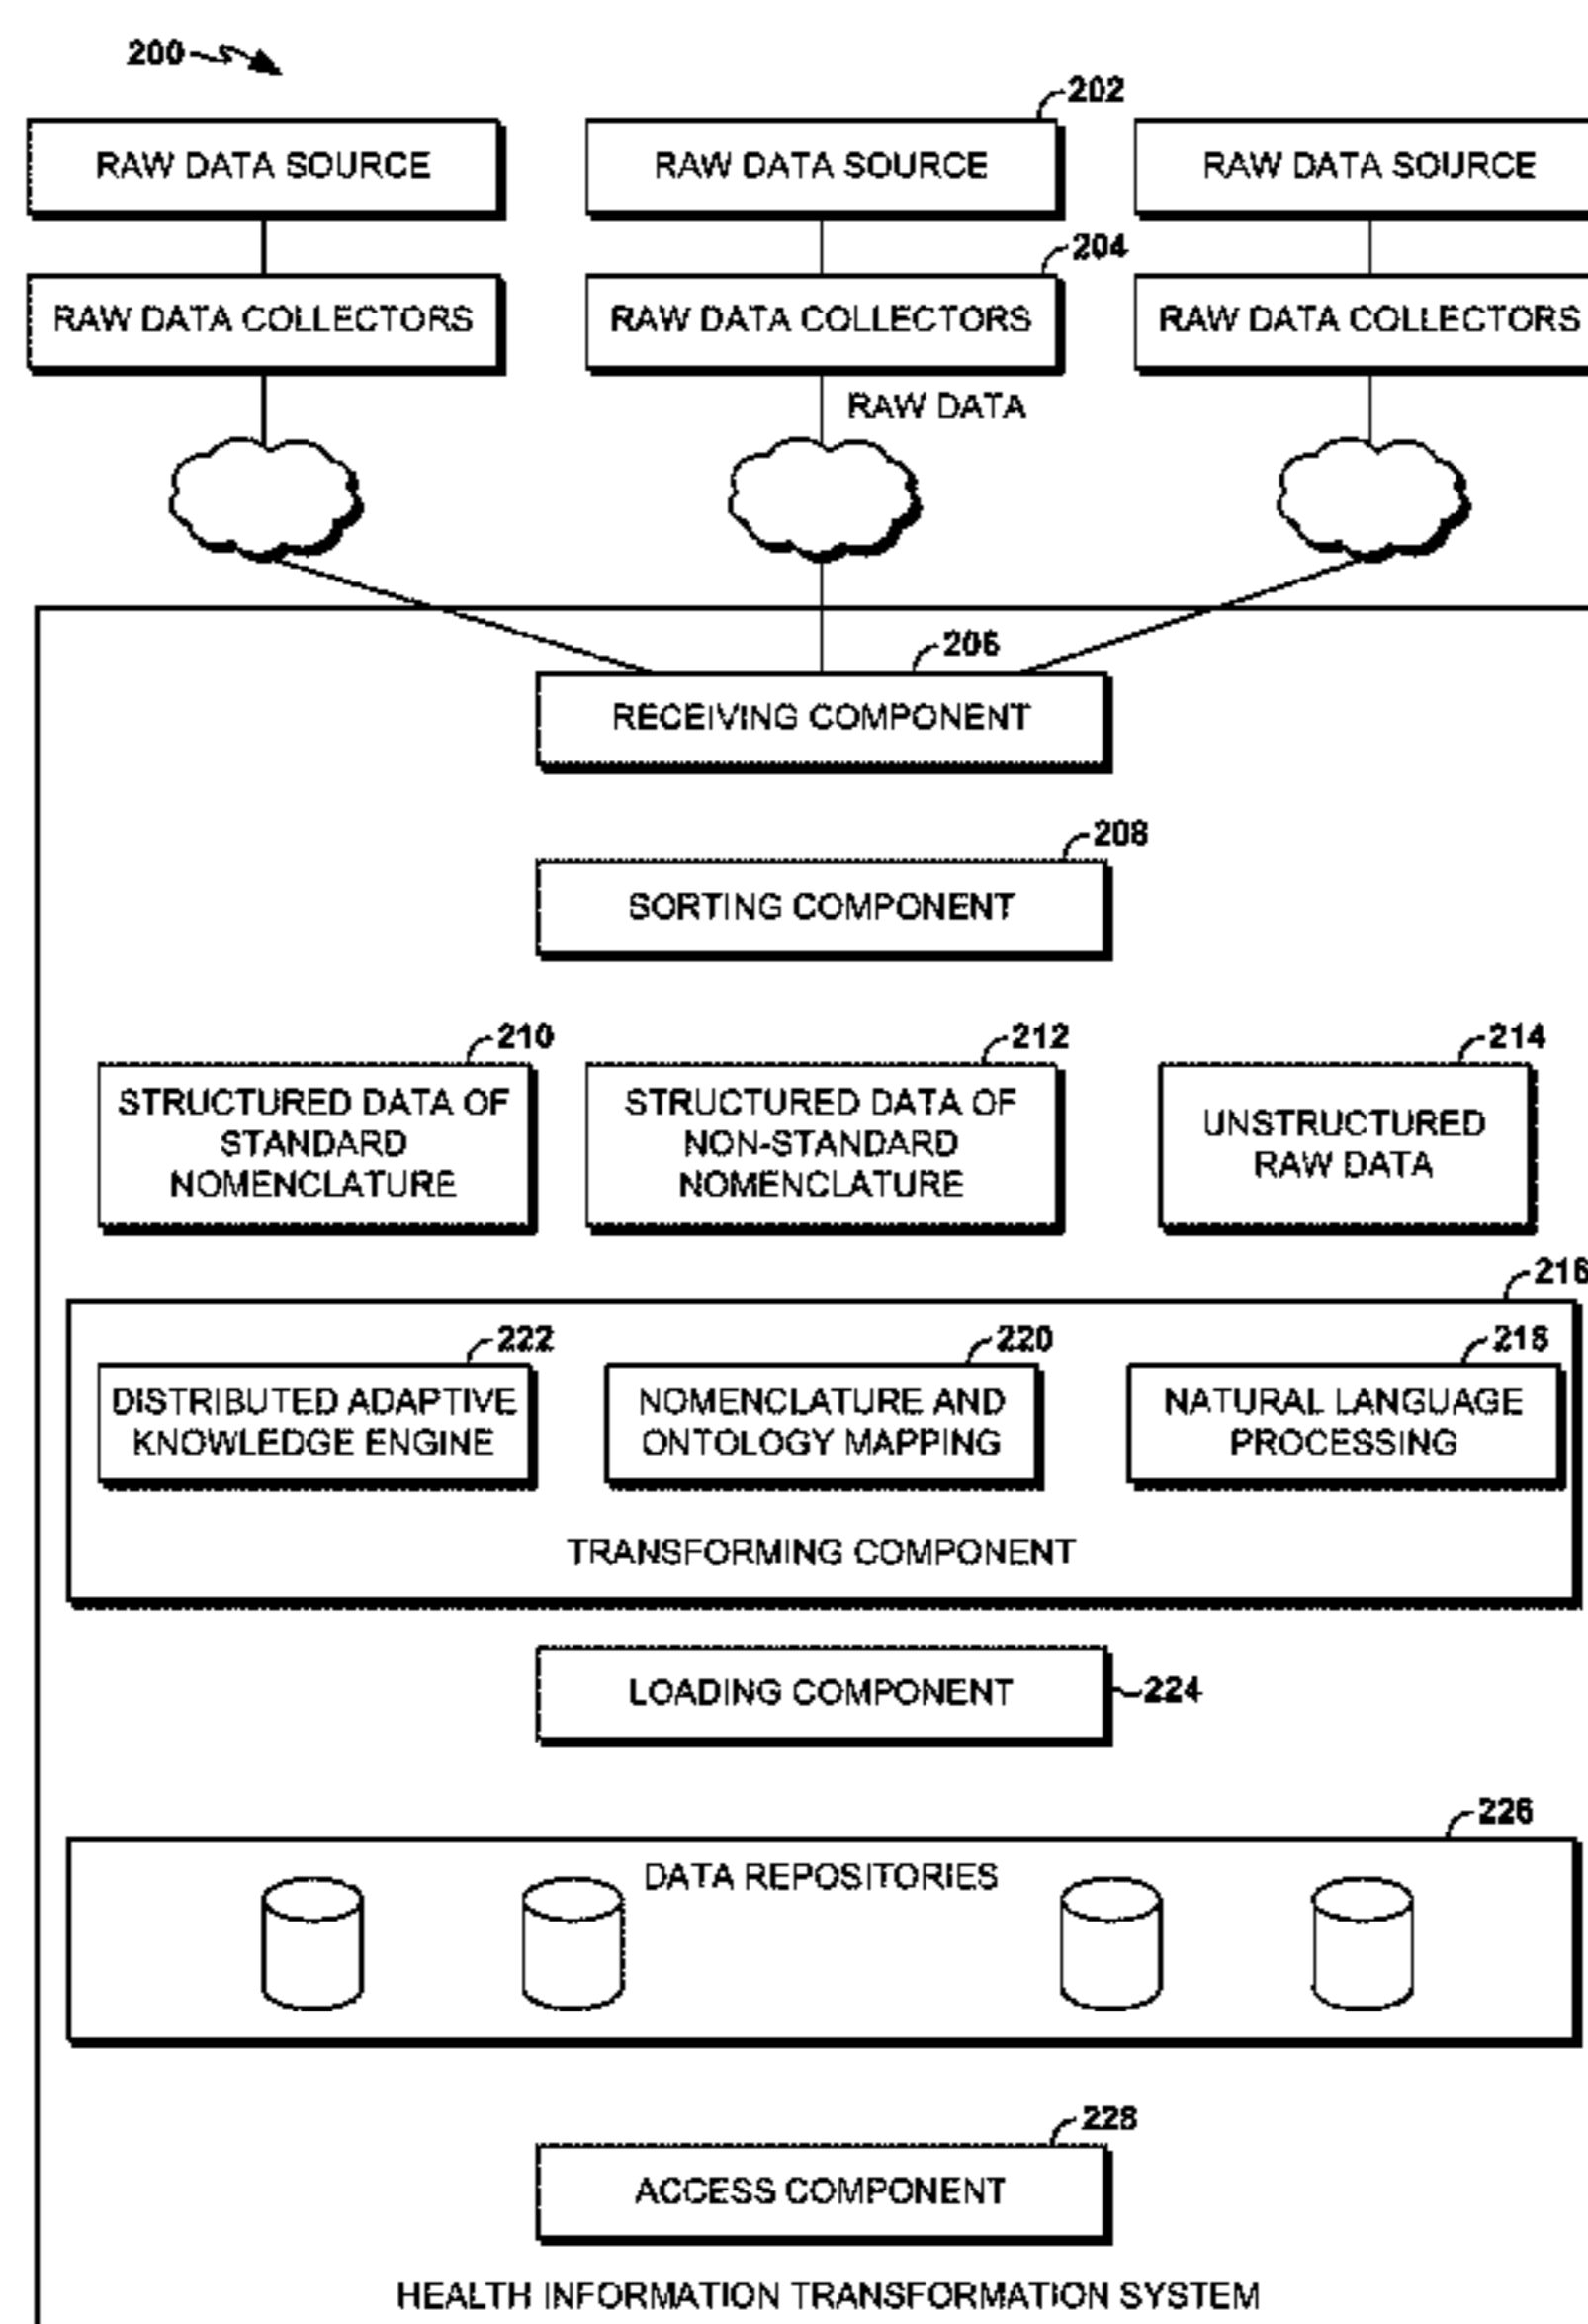 200
202
RAW DATA SOURCE
RAW DATA SOURCE
RAW DATA SOURCE
204
RAW DATA COLLECTORS
RAW DATA COLLECTORS
RAW DATA COLLECTORS
RAW DATA
206
RECEIVING COMPONENT
208
SORTING COMPONENT
210
212
214
STRUCTURED DATA OF
STANDARD
NOMENCLATURE
STRUCTURED DATA OF
NON-STANDARD
NOMENCLATURE
UNSTRUCTURED
RAW DATA
216
222
220
218
DISTRIBUTED ADAPTIVE
KNOWLEDGE ENGINE
NOMENCLATURE AND
ONTOLOGY MAPPING
NATURAL LANGUAGE
PROCESSING
TRANSFORMING COMPONENT
LOADING COMPONENT
224
226
DATA REPOSITORIES
228
ACCESS COMPONENT
HEALTH INFORMATION TRANSFORMATION SYSTEM